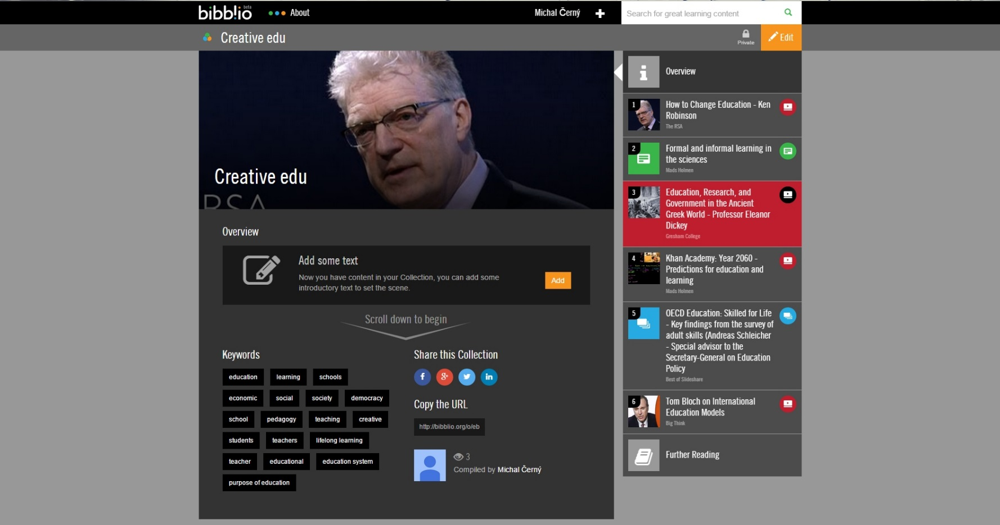 bibblio beta
About
Michal Černý
Search for great learning content
Creative edu
Private
Edit
Creative edu
RSA
Overview
Add some text
Now you have content in your Collection, you can add some
introductory text to set the scene.
Add
Scroll down to begin
Keywords
education learning schools
economic social society democracy
school pedagogy teaching creative
students teachers lifelong learning
teacher educational education system
purpose of education
Share this Collection
Copy the URL
http://bibblio.org/o/eb
3
Compiled by Michal Černý
Overview
1
How to Change Education - Ken
Robinson
The RSA
2
Formal and informal learning in
the sciences
Mads Holmen
3
Education, Research, and
Government in the Ancient
Greek World - Professor Eleanor
Dickey
Gresham College
4
Khan Academy: Year 2060 -
Predictions for education and
learning
Mads Holmen
5
OECD Education: Skilled for Life
- Key findings from the survey of
adult skills (Andreas Schleicher
- Special advisor to the
Secretary-General on Education
Policy
Best of Slideshare
6
Tom Bloch on International
Education Models
Big Think
Further Reading